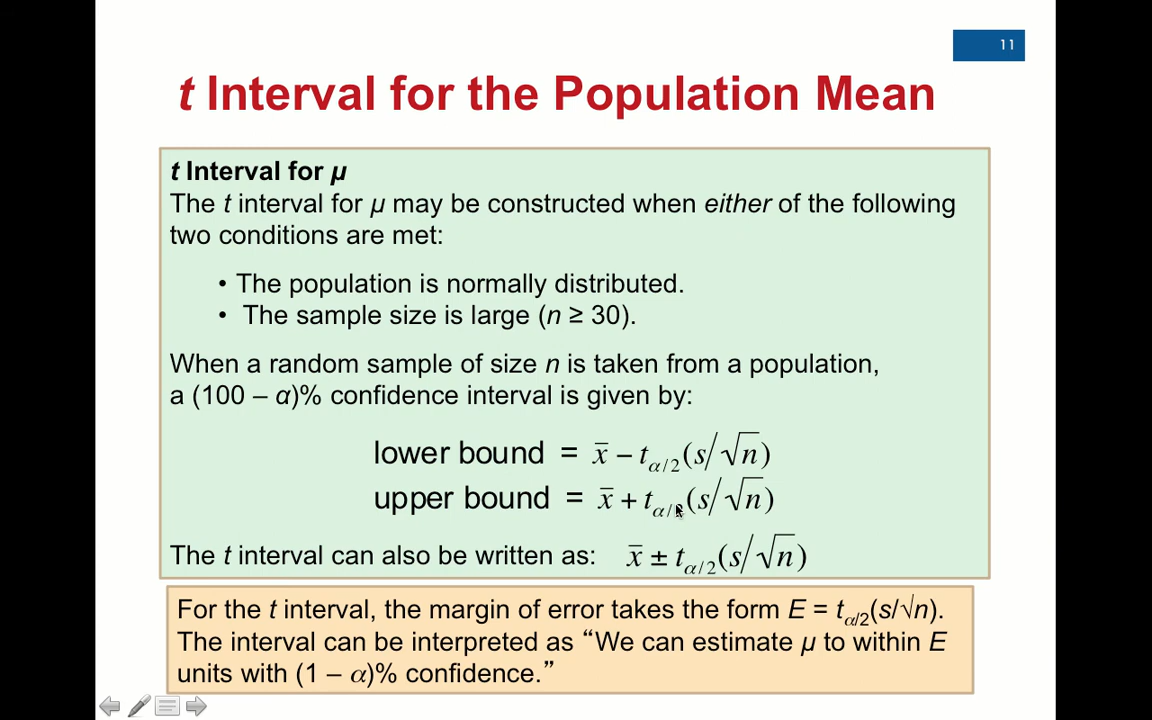 11
t Interval for the Population Mean
t Interval for μ
The t interval for μ may be constructed when either of the following
two conditions are met:
• The population is normally distributed.
• The sample size is large (n ≥ 30).
When a random sample of size n is taken from a population,
a (100 – α)% confidence interval is given by:
lower bound = x̄ − t_{α/2}(s/√n)
upper bound = x̄ + t_{α/2}(s/√n)
The t interval can also be written as: x̄ ± t_{α/2}(s/√n)
For the t interval, the margin of error takes the form E = t_{α/2}(s/√n).
The interval can be interpreted as “We can estimate μ to within E
units with (1 – α)% confidence.”